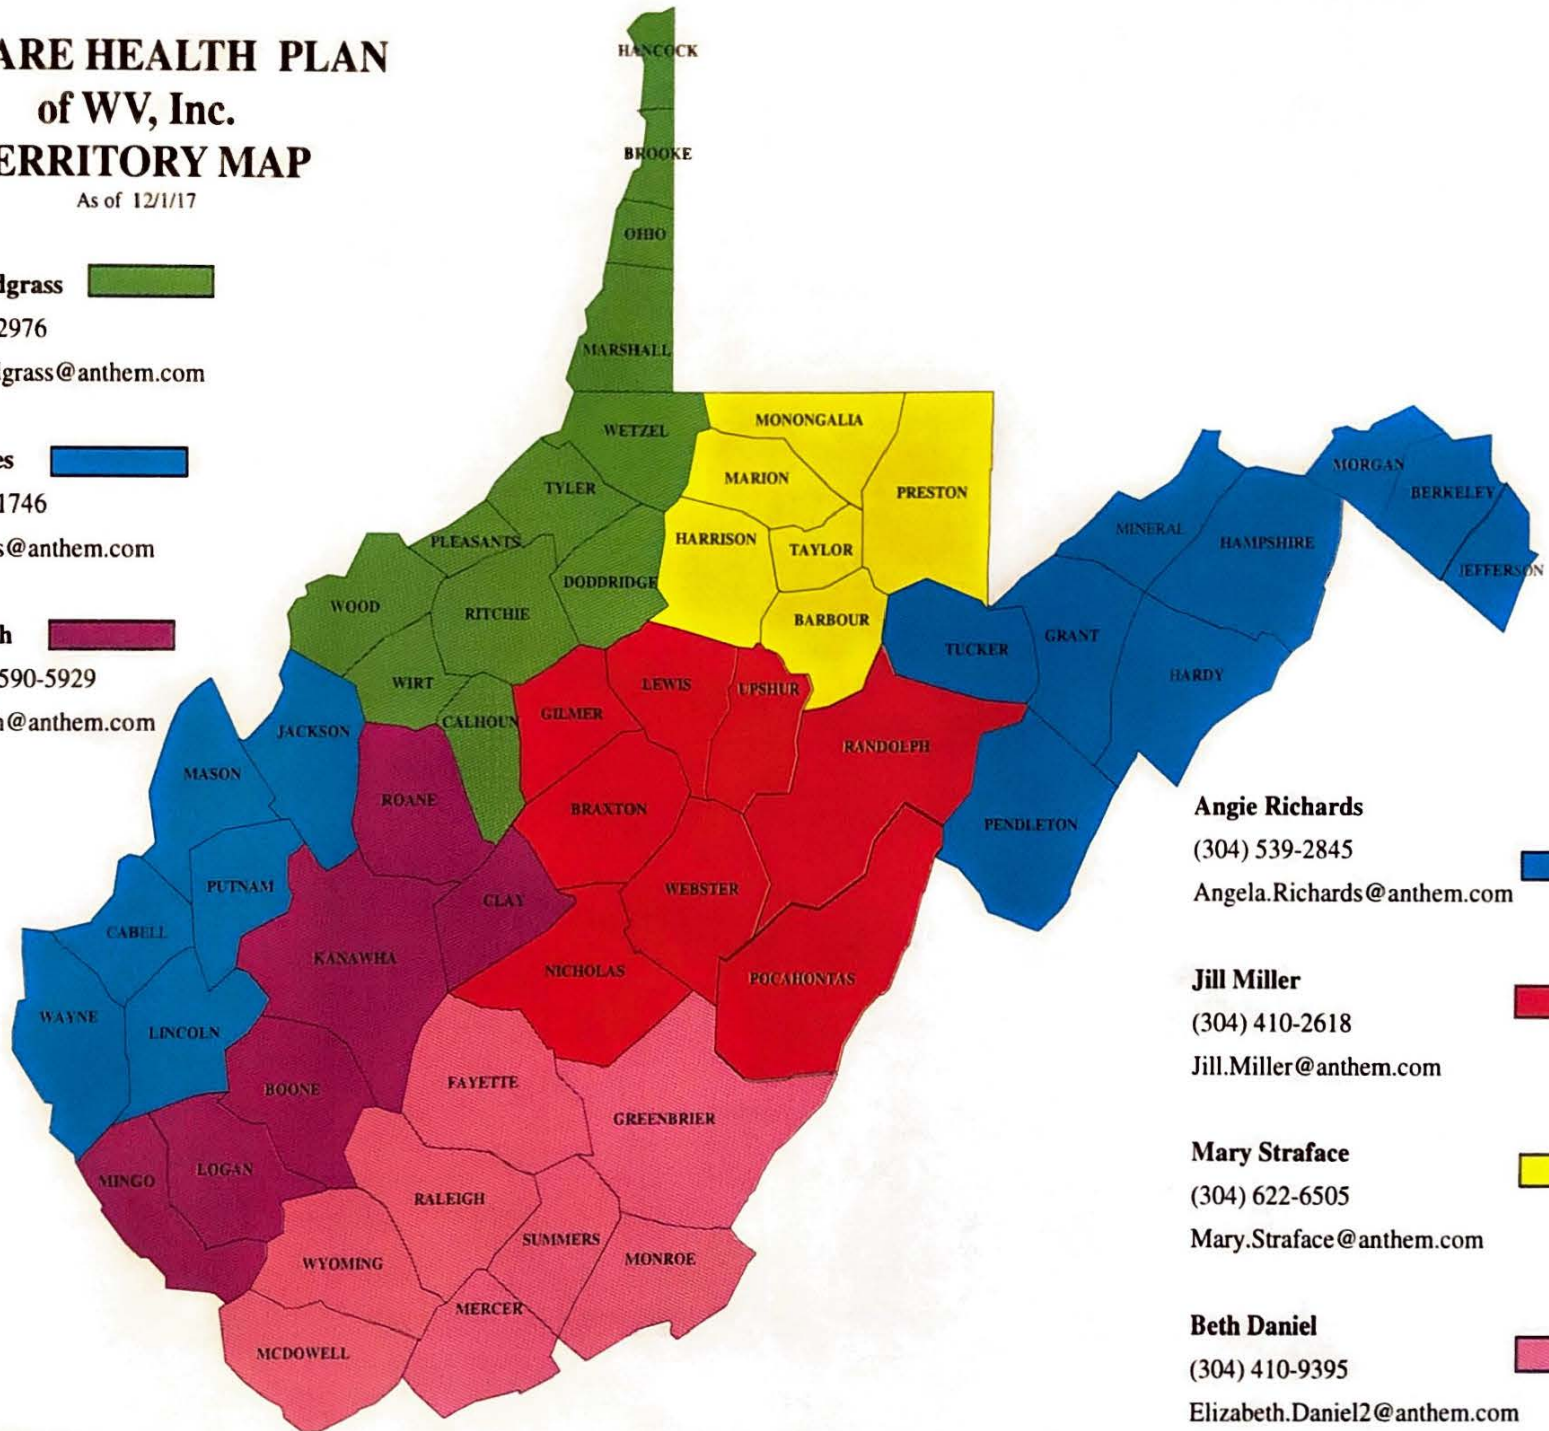 ARE HEALTH PLAN
of WV, Inc.
ERRITORY MAP
As of 12/1/17
lgrass
2976
grass@anthem.com
es
1746
s@anthem.com
h
590-5929
@anthem.com
HANCOCK
BROOKE
OHIO
MARSHALL
WETZEL
MONONGALIA
MARION
PRESTON
TYLER
PLEASANTS
HARRISON
TAYLOR
DODDRIDGE
WOOD
RITCHIE
BARBOUR
MORGAN
BERKELEY
MINERAL
HAMPSHIRE
JEFFERSON
TUCKER
GRANT
HARDY
WIRT
CALHOUN
GILMER
LEWIS
UPSHUR
JACKSON
RANDOLPH
MASON
ROANE
BRAXTON
PENDLETON
PUTNAM
CLAY
WEBSTER
CABELL
KANAWHA
NICHOLAS
POCAHONTAS
WAYNE
LINCOLN
BOONE
FAYETTE
GREENBRIER
MINGO
LOGAN
RALEIGH
SUMMERS
WYOMING
MONROE
MERCER
MCDOWELL
Angie Richards
(304) 539-2845
Angela.Richards@anthem.com
Jill Miller
(304) 410-2618
Jill.Miller@anthem.com
Mary Straface
(304) 622-6505
Mary.Straface@anthem.com
Beth Daniel
(304) 410-9395
Elizabeth.Daniel2@anthem.com